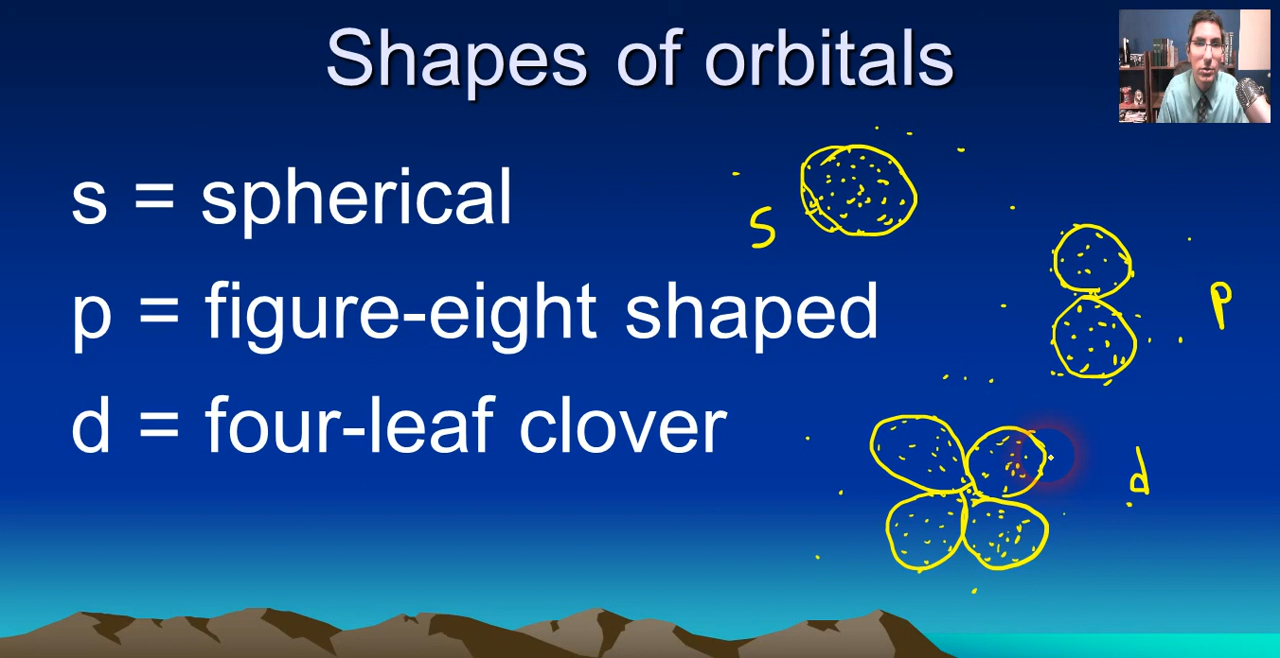 Shapes of orbitals
s = spherical
S
p = figure-eight shaped
p
d = four-leaf clover
d